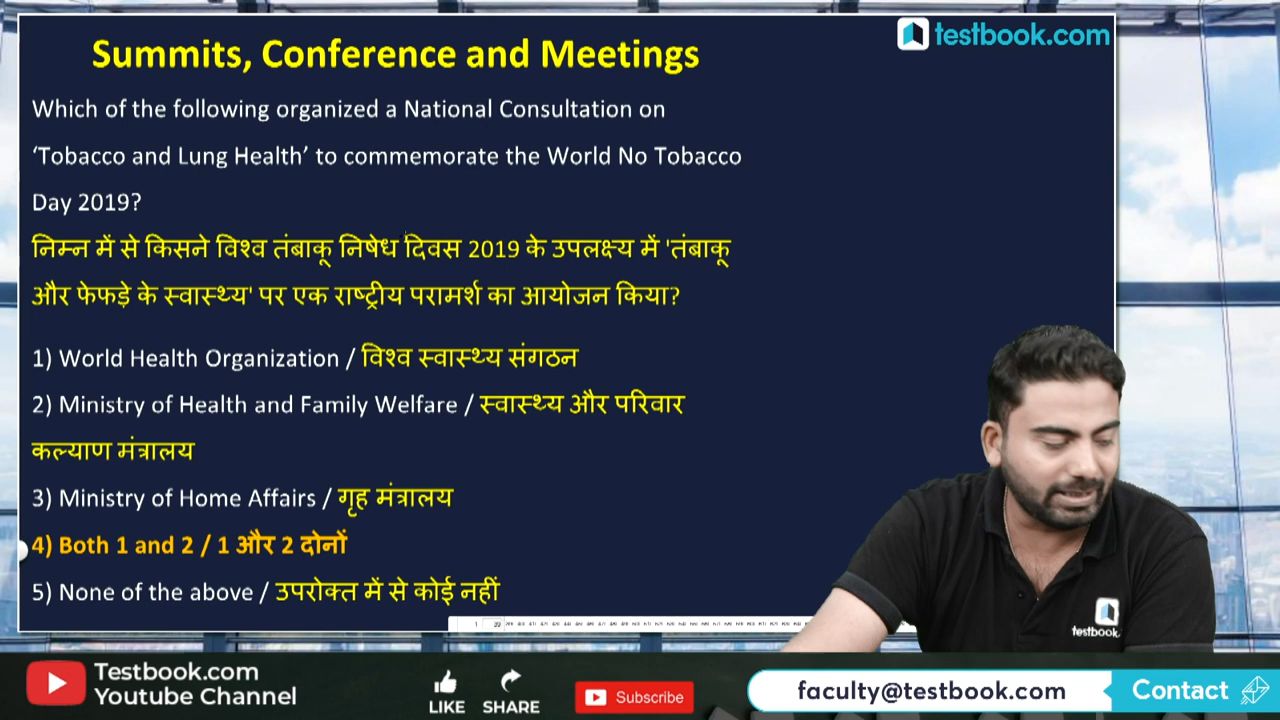 Summits, Conference and Meetings
testbook.com
Which of the following organized a National Consultation on
‘Tobacco and Lung Health’ to commemorate the World No Tobacco
Day 2019?
निम्न में से किसने विश्व तंबाकू निषेध दिवस 2019 के उपलक्ष्य में 'तंबाकू
और फेफड़े के स्वास्थ्य' पर एक राष्ट्रीय परामर्श का आयोजन किया?
1) World Health Organization / विश्व स्वास्थ्य संगठन
2) Ministry of Health and Family Welfare / स्वास्थ्य और परिवार
कल्याण मंत्रालय
3) Ministry of Home Affairs / गृह मंत्रालय
4) Both 1 and 2 / 1 और 2 दोनों
5) None of the above / उपरोक्त में से कोई नहीं
testbook.
Testbook.com
Youtube Channel
LIKE
SHARE
Subscribe
faculty@testbook.com
Contact